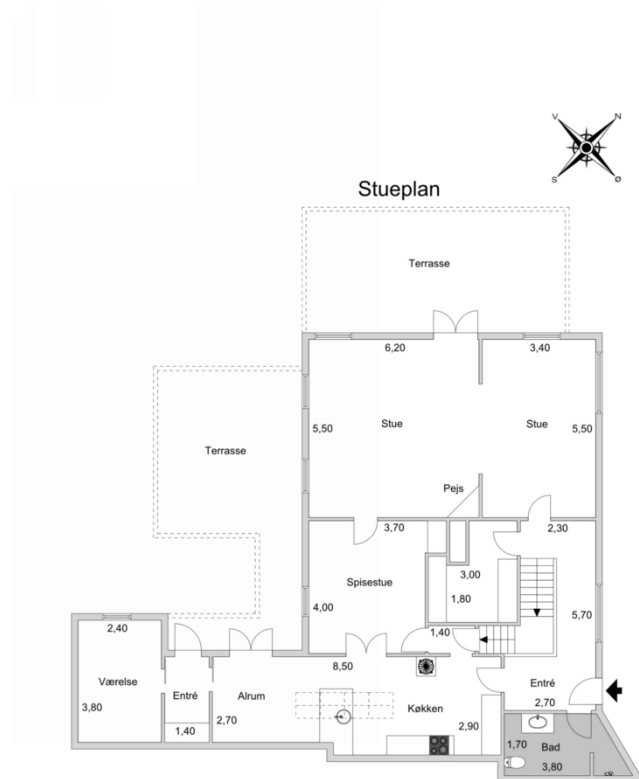 V N
S Ø
Stueplan
Terrasse
6,20 3,40
5,50 Stue Stue 5,50
Terrasse
Pejs
3,70 2,30
3,00
Spisestue
1,80
4,00 5,70
2,40 1,40
8,50
Værelse Entré Alrum Entré
3,80 2,70 Køkken 2,70
1,40 2,90
1,70 Bad
3,80